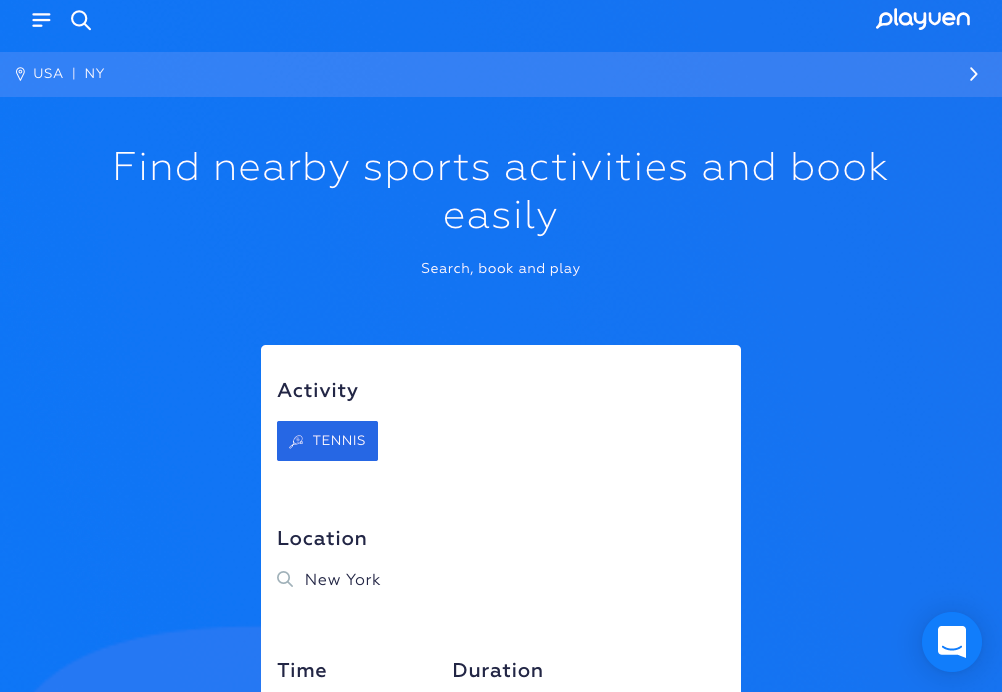 playven
USA | NY
Find nearby sports activities and book
easily
Search, book and play
Activity
TENNIS
Location
New York
Time Duration